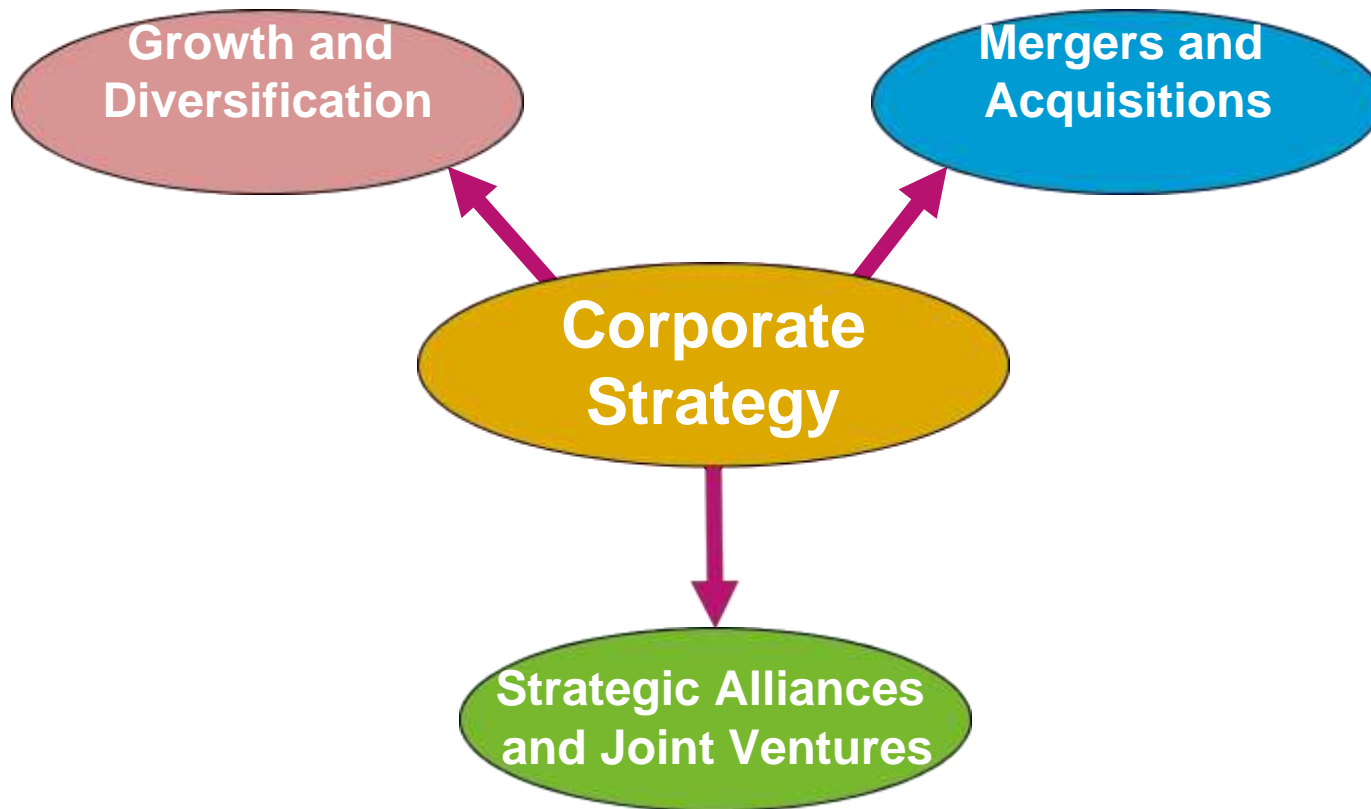 Growth and
Diversification
Mergers and
Acquisitions
Corporate
Strategy
Strategic Alliances
and Joint Ventures